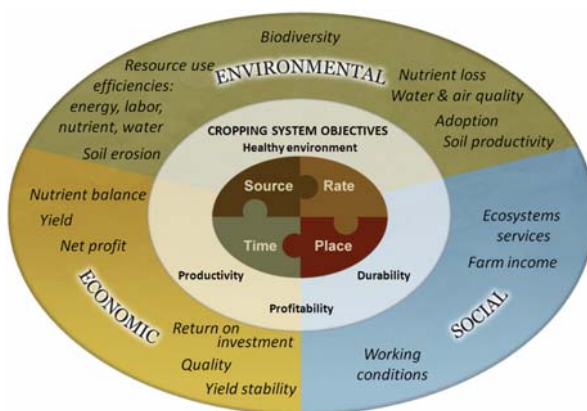 Biodiversity
Resource use
efficiencies:
energy, labor,
nutrient, water
Soil erosion
ENVIRONMENTAL
Nutrient loss
Water & air quality
Adoption
Soil productivity
CROPPING SYSTEM OBJECTIVES
Healthy environment
Source
Rate
Time
Place
Productivity
Durability
Profitability
Nutrient balance
Yield
Net profit
ECONOMIC
Return on
investment
Quality
Yield stability
Ecosystems
services
Farm income
SOCIAL
Working
conditions